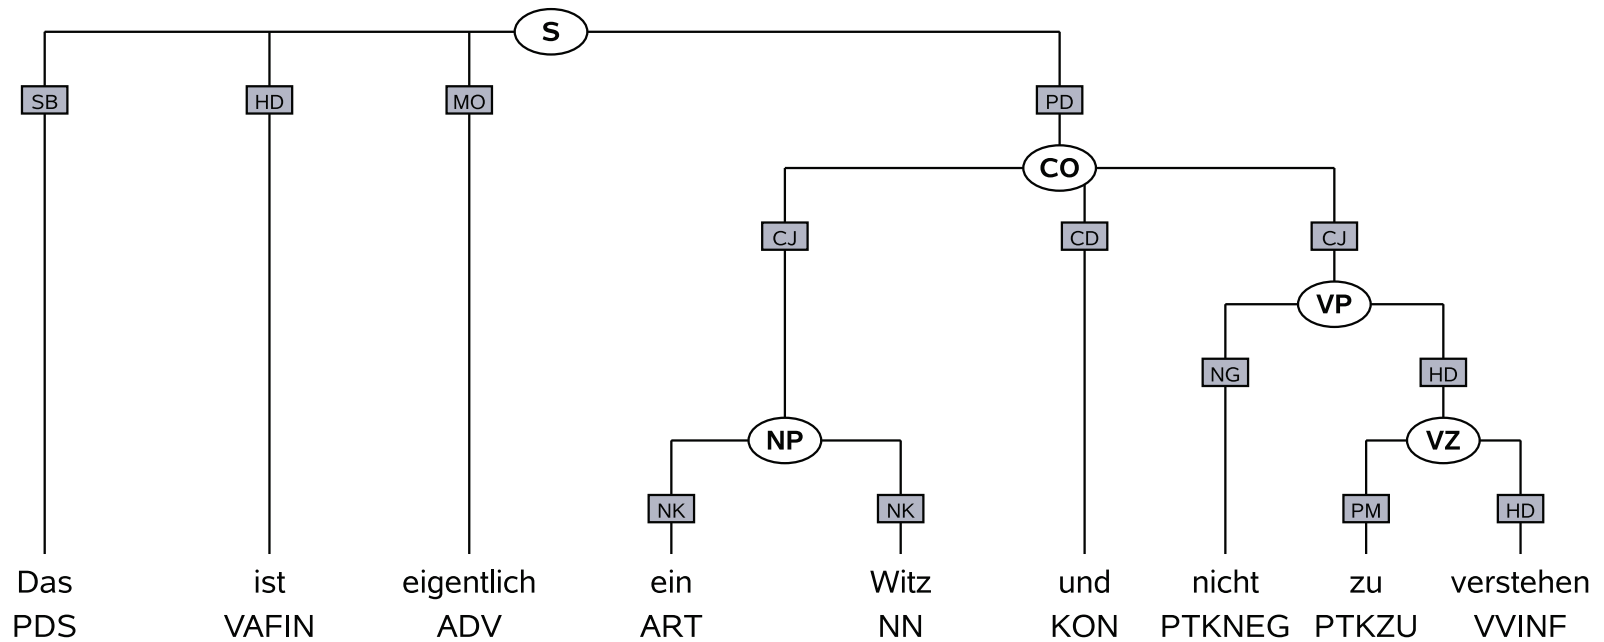 S
SB HD MO PD
CO
CJ CD CJ
VP
NG HD
NP VZ
NK NK PM HD
Das ist eigentlich ein Witz und nicht zu verstehen
PDS VAFIN ADV ART NN KON PTKNEG PTKZU VVINF